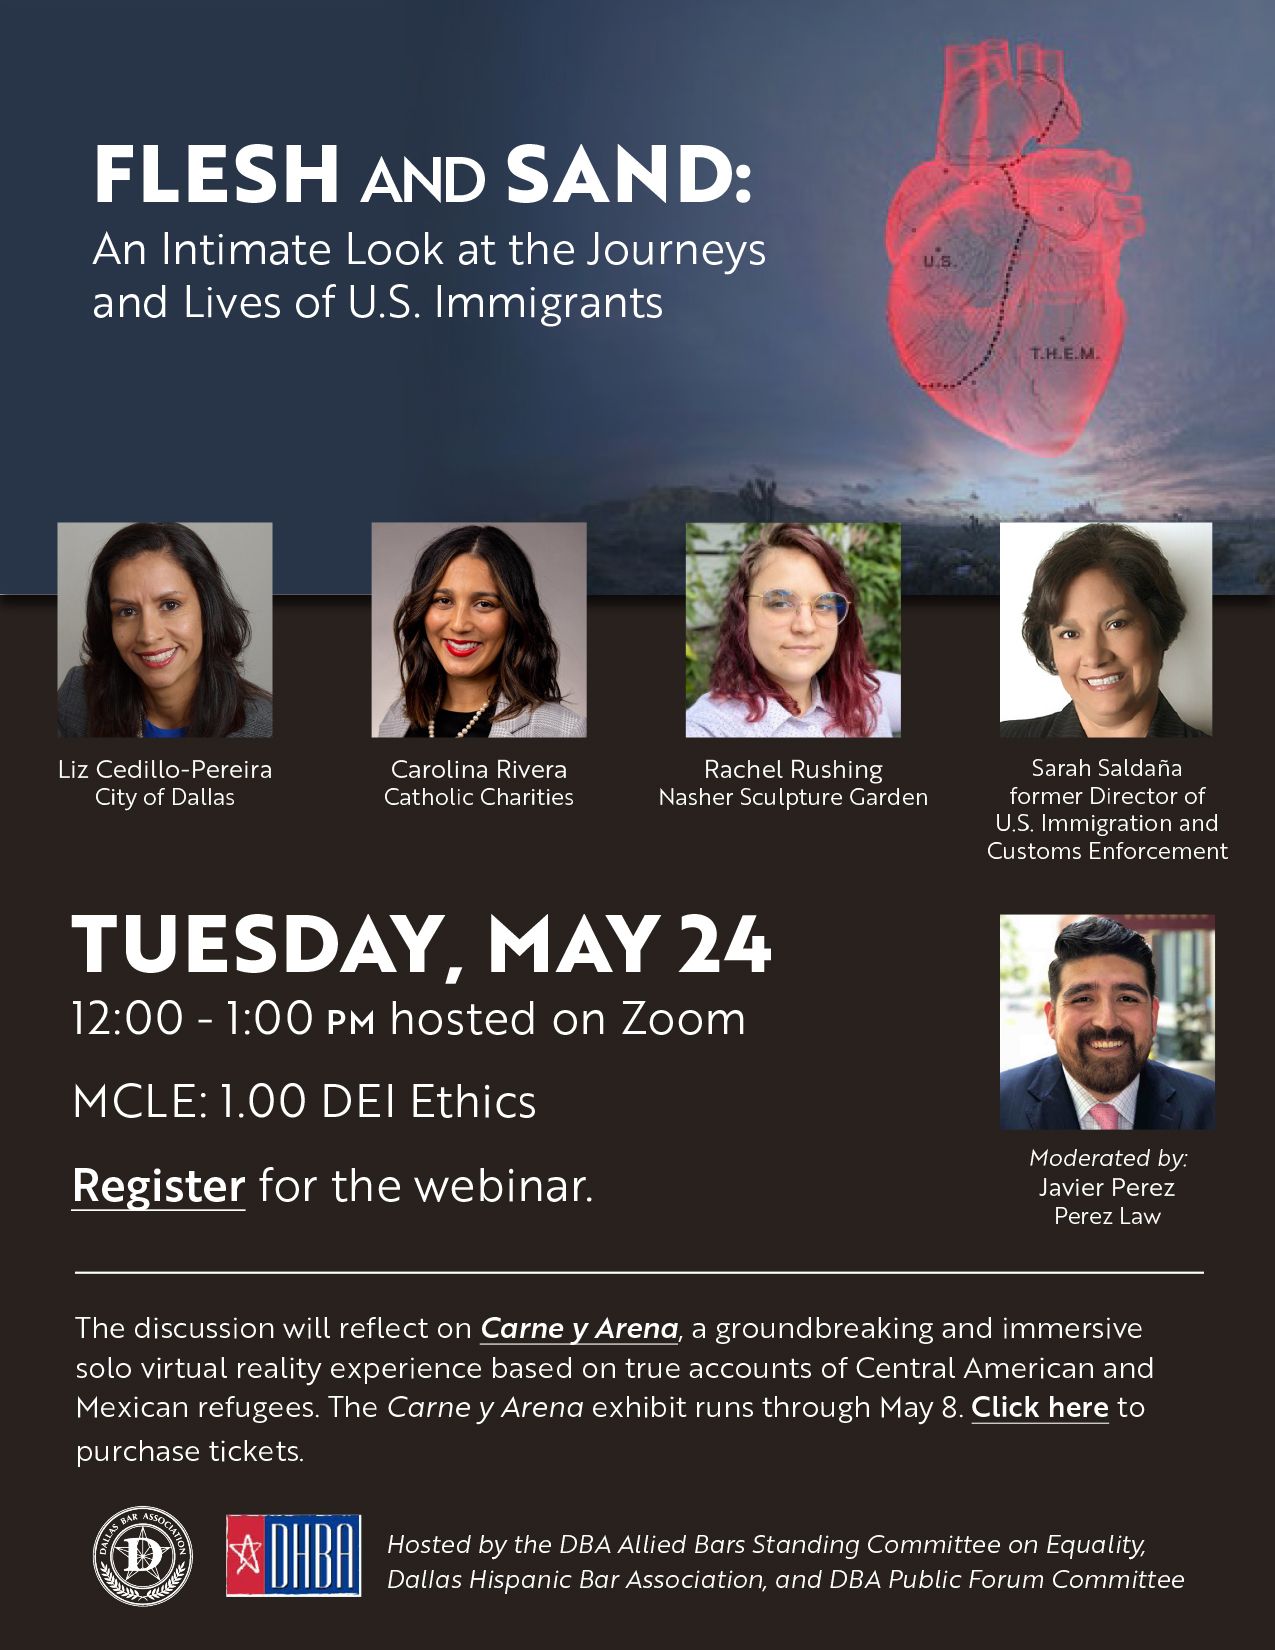 FLESH AND SAND:
An Intimate Look at the Journeys
and Lives of U.S. Immigrants
U.S.
T.H.E.M.
Liz Cedillo-Pereira
City of Dallas
Carolina Rivera
Catholic Charities
Rachel Rushing
Nasher Sculpture Garden
Sarah Saldaña
former Director of
U.S. Immigration and
Customs Enforcement
TUESDAY, MAY 24
12:00 - 1:00 PM hosted on Zoom
MCLE: 1.00 DEI Ethics
Register for the webinar.
Moderated by:
Javier Perez
Perez Law
The discussion will reflect on Carne y Arena, a groundbreaking and immersive
solo virtual reality experience based on true accounts of Central American and
Mexican refugees. The Carne y Arena exhibit runs through May 8. Click here to
purchase tickets.
DALLAS BAR ASSOCIATION
D
DHBA
Hosted by the DBA Allied Bars Standing Committee on Equality,
Dallas Hispanic Bar Association, and DBA Public Forum Committee